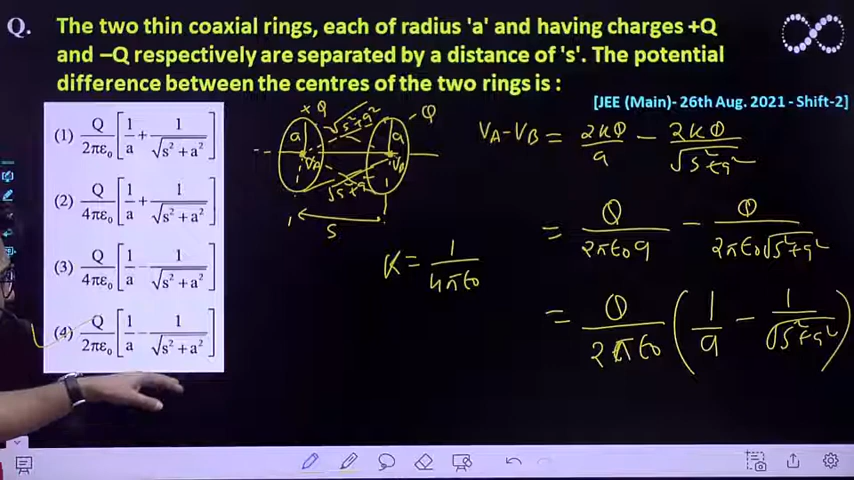 Q. The two thin coaxial rings, each of radius 'a' and having charges +Q
and –Q respectively are separated by a distance of 's'. The potential
difference between the centres of the two rings is :
[JEE (Main)- 26th Aug. 2021 - Shift-2]
(1) Q/2πε₀ [1/a + 1/√(s² + a²)]
(2) Q/4πε₀ [1/a + 1/√(s² + a²)]
(3) Q/4πε₀ [1/a − 1/√(s² + a²)]
(4) Q/2πε₀ [1/a − 1/√(s² + a²)]
+Q
√(s²+a²)
-Q
a
a
V_A
V_B
√(s²+a²)
S
K = 1/4πε₀
V_A - V_B = 2KQ/a - 2KQ/√(s²+a²)
= Q/2πε₀a - Q/2πε₀√(s²+a²)
= Q/2πε₀ (1/a - 1/√(s²+a²))